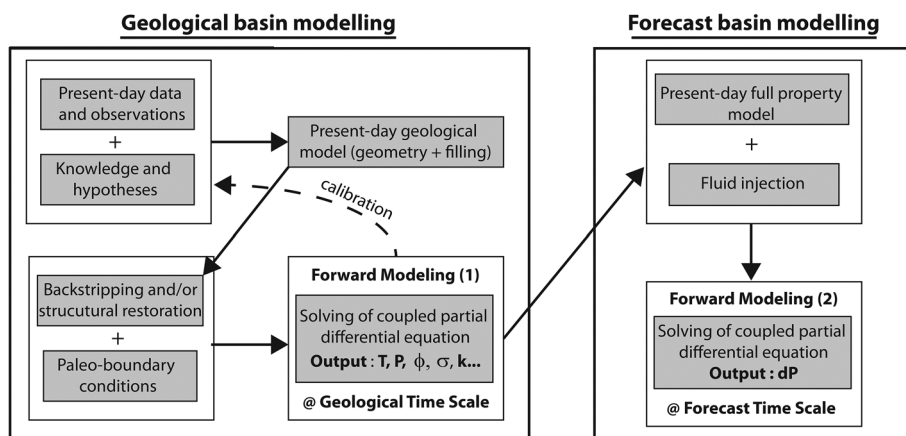 Geological basin modelling
Present-day data
and observations
+
Knowledge and
hypotheses
Present-day geological
model (geometry + filling)
calibration
Backstripping and/or
strucutural restoration
+
Paleo-boundary
conditions
Forward Modeling (1)
Solving of coupled partial
differential equation
Output : T, P, ϕ, σ, k...
@ Geological Time Scale
Forecast basin modelling
Present-day full property
model
+
Fluid injection
Forward Modeling (2)
Solving of coupled partial
differential equation
Output : dP
@ Forecast Time Scale